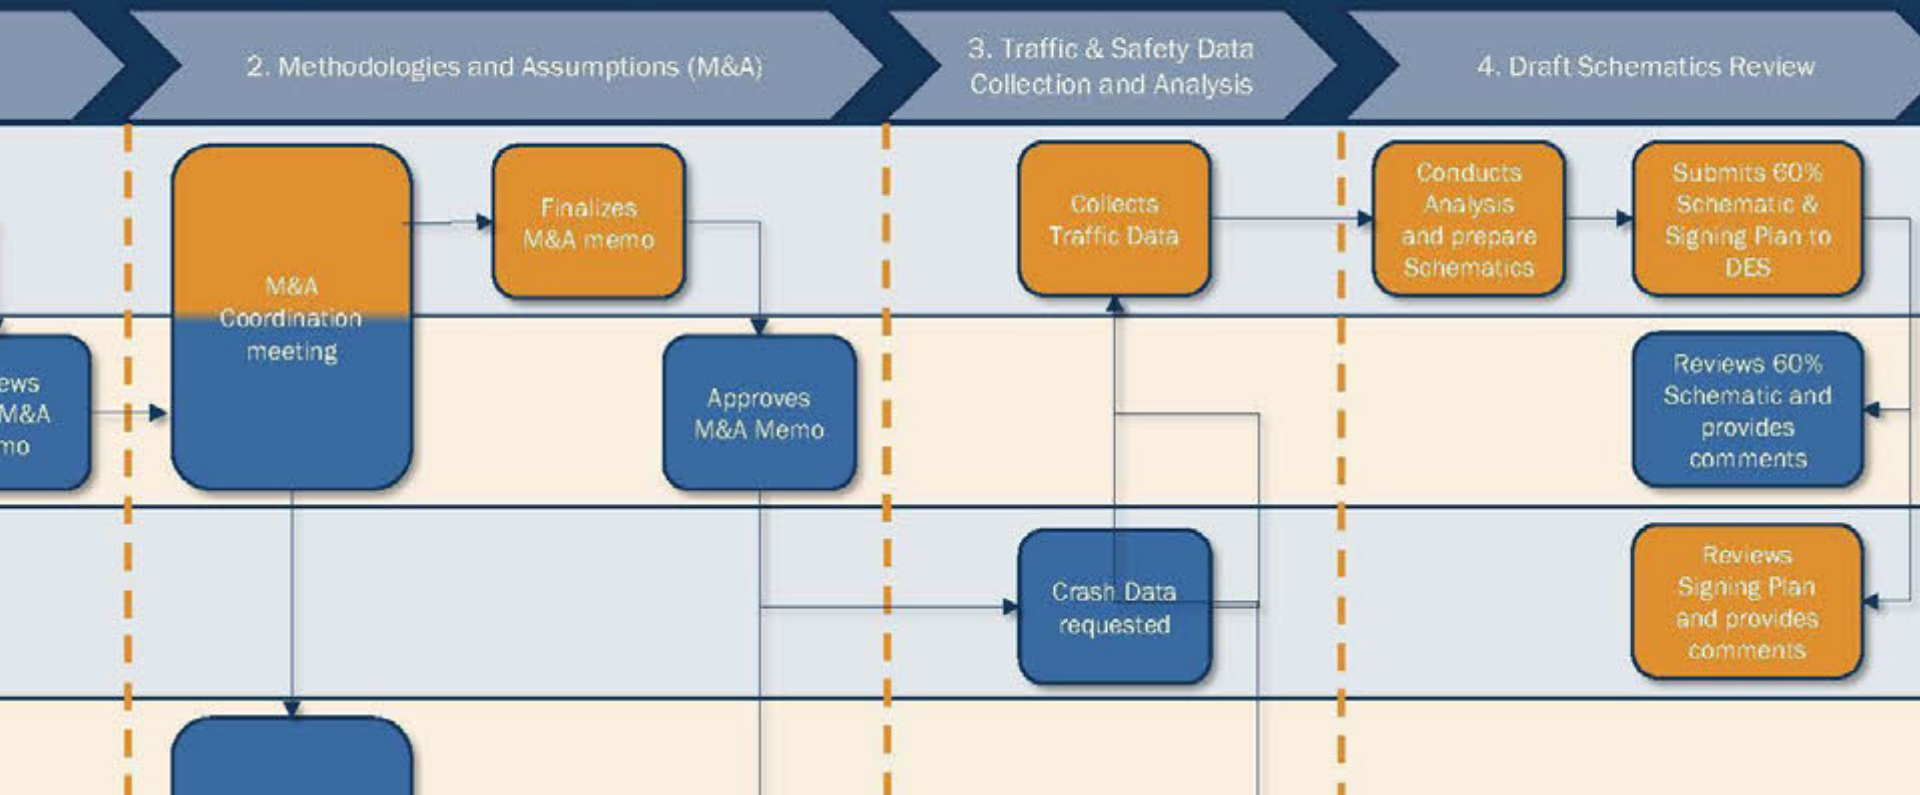 2. Methodologies and Assumptions (M&A)
3. Traffic & Safety Data
Collection and Analysis
4. Draft Schematics Review
M&A
Coordination
meeting
Finalizes
M&A memo
Collects
Traffic Data
Conducts
Analysis
and prepare
Schematics
Submits 60%
Schematic &
Signing Plan to
DES
ews
M&A
mo
Approves
M&A Memo
Reviews 60%
Schematic and
provides
comments
Crash Data
requested
Reviews
Signing Plan
and provides
comments